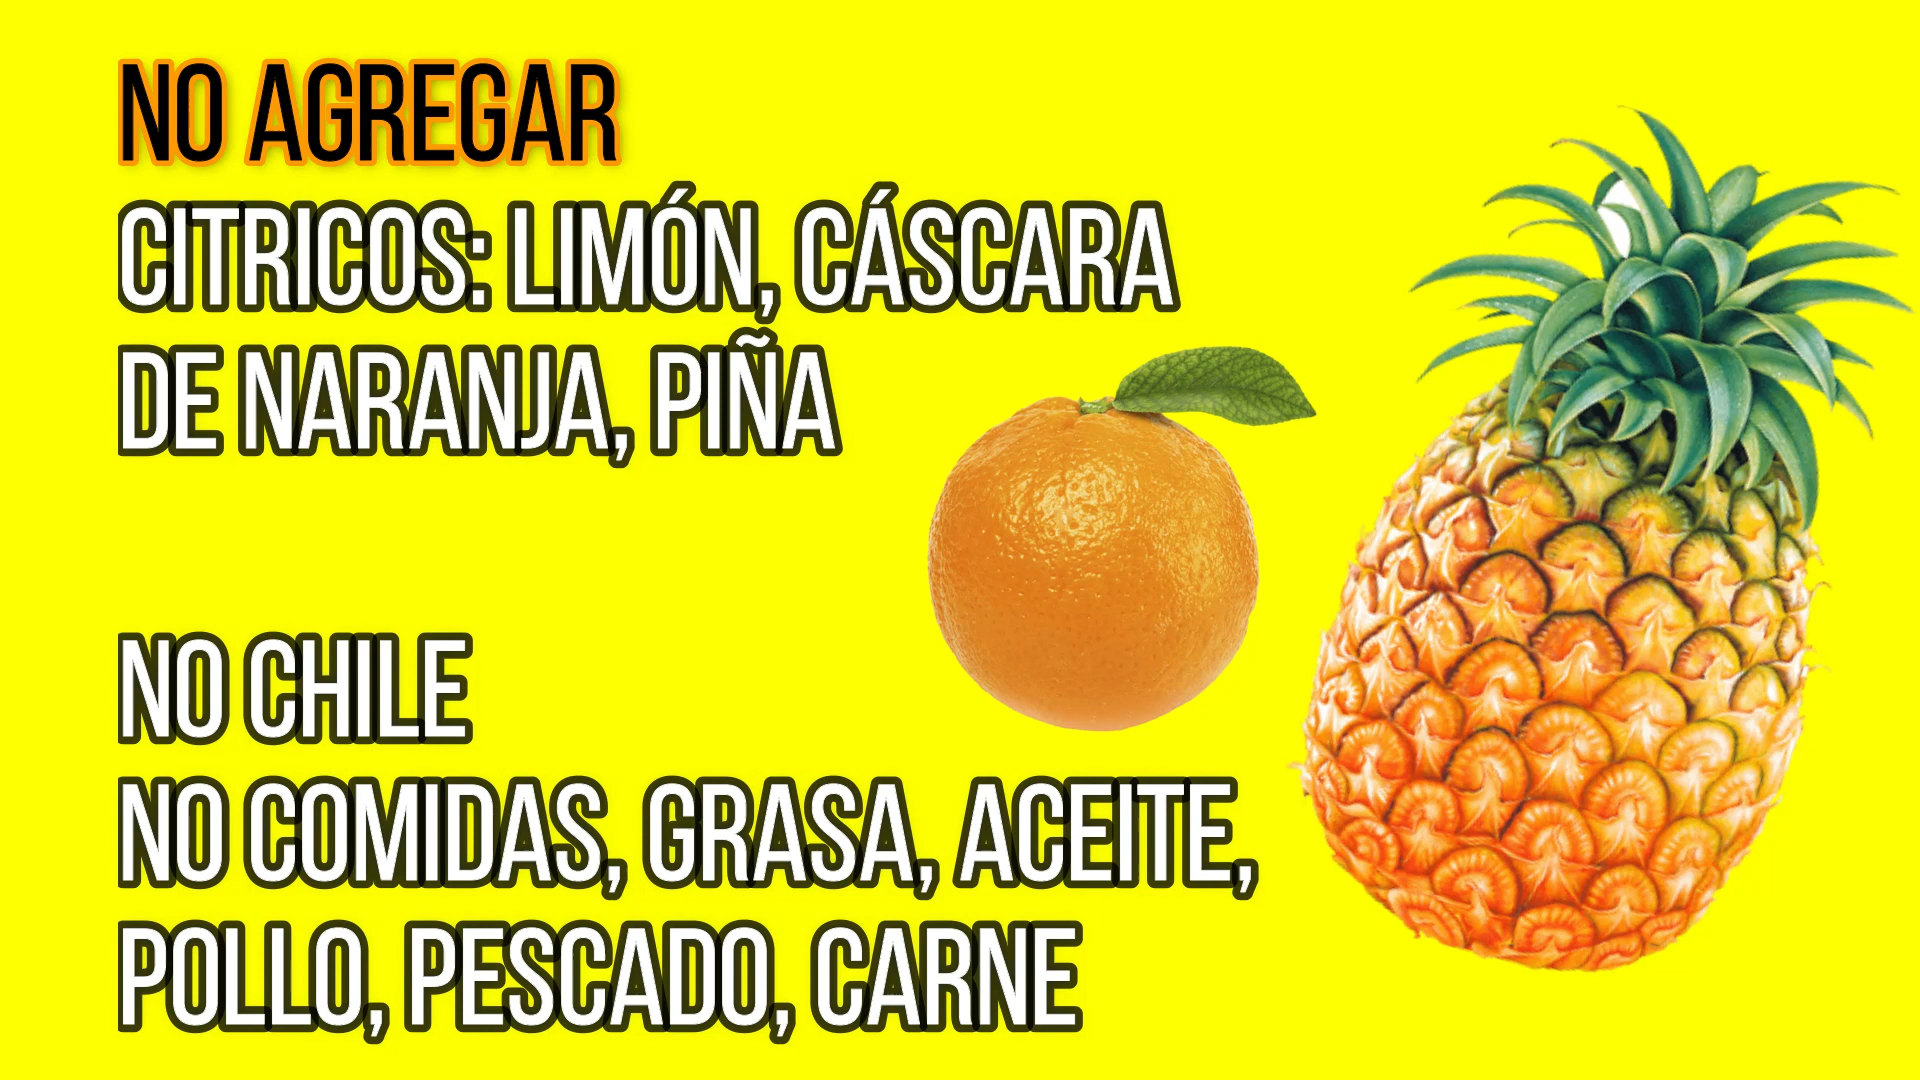 NO AGREGAR
CITRICOS: LIMÓN, CÁSCARA
DE NARANJA, PIÑA
NO CHILE
NO COMIDAS, GRASA, ACEITE,
POLLO, PESCADO, CARNE